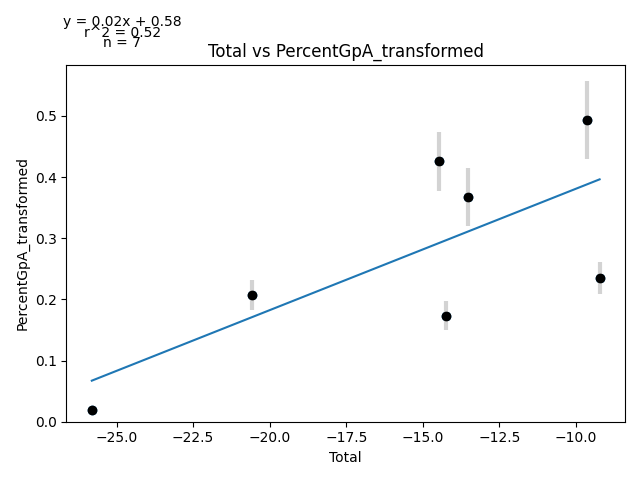 y = 0.02x + 0.58
r^2 = 0.52
n = 7
Total vs PercentGpA_transformed
PercentGpA_transformed
0.5
0.4
0.3
0.2
0.1
0.0
−25.0 −22.5 −20.0 −17.5 −15.0 −12.5 −10.0
Total